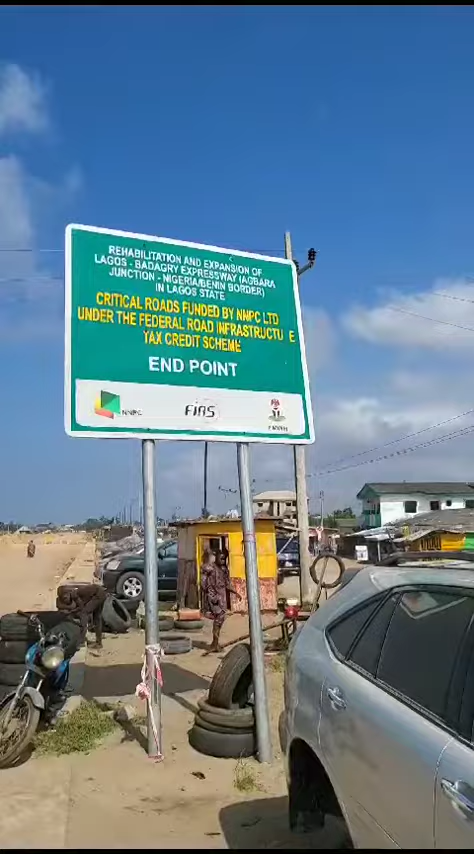 REHABILITATION AND EXPANSION OF
LAGOS - BADAGRY EXPRESSWAY (AGBARA
JUNCTION - NIGERIA/BENIN BORDER)
IN LAGOS STATE
CRITICAL ROADS FUNDED BY NNPC LTD
UNDER THE FEDERAL ROAD INFRASTRUCTU E
TAX CREDIT SCHEME
END POINT
NNPC
FIRS